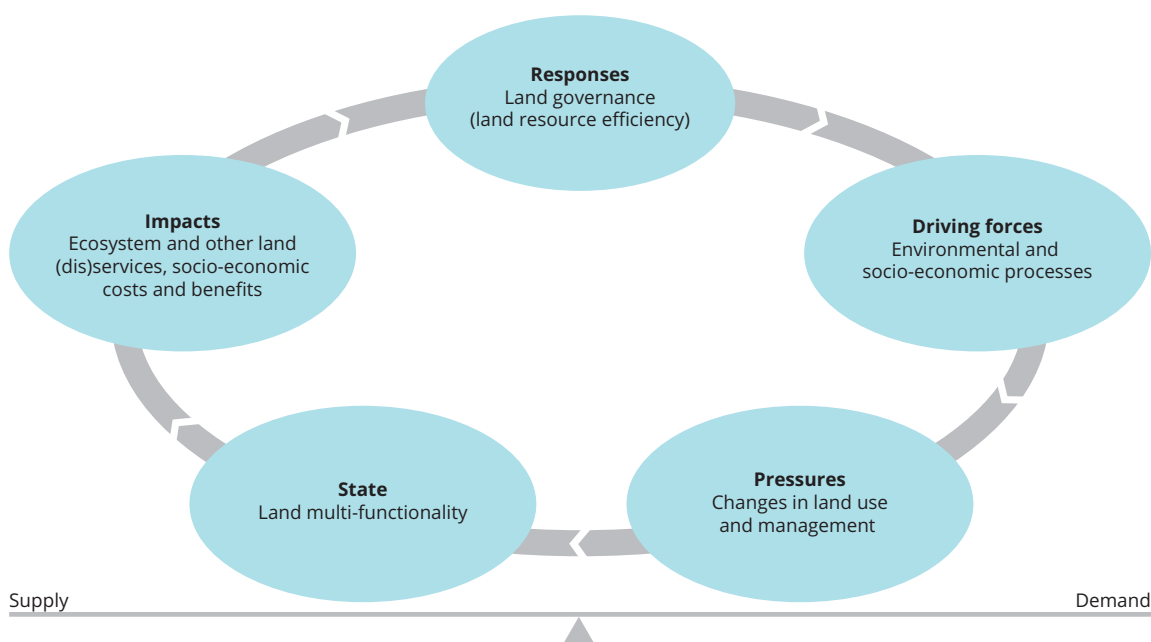 Responses
Land governance
(land resource efficiency)
Impacts
Ecosystem and other land
(dis)services, socio-economic
costs and benefits
Driving forces
Environmental and
socio-economic processes
State
Land multi-functionality
Pressures
Changes in land use
and management
Supply
Demand